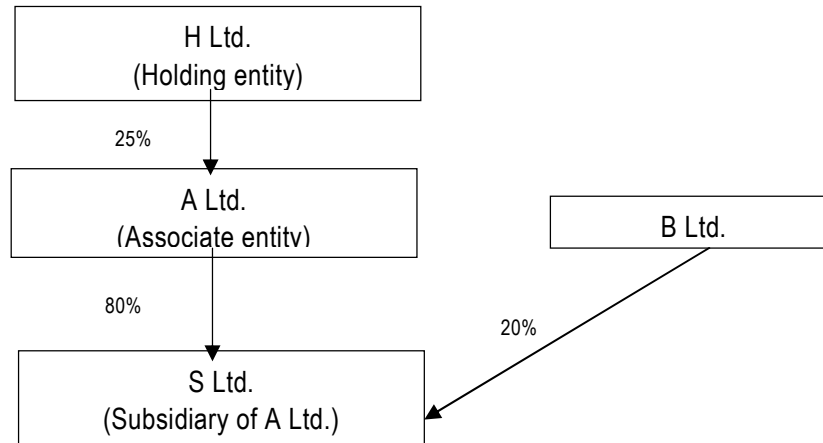 H Ltd.
(Holding entity)
25%
A Ltd.
(Associate entity)
B Ltd.
80%
20%
S Ltd.
(Subsidiary of A Ltd.)